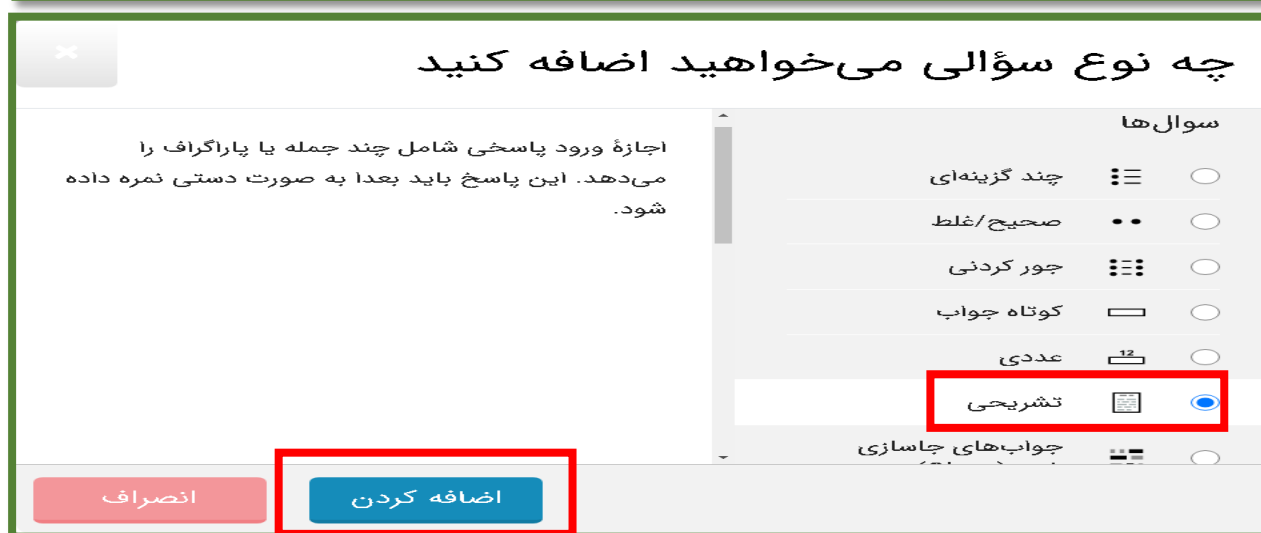 چه نوع سؤالی می‌خواهید اضافه کنید
سوال‌ها
چند گزینه‌ای
صحیح/غلط
جور کردنی
کوتاه جواب
12
عددی
تشریحی
جواب‌های جاسازی
اجازهٔ ورود پاسخی شامل چند جمله یا پاراگراف را
می‌دهد. این پاسخ باید بعدا به صورت دستی نمره داده
شود.
اضافه کردن
انصراف